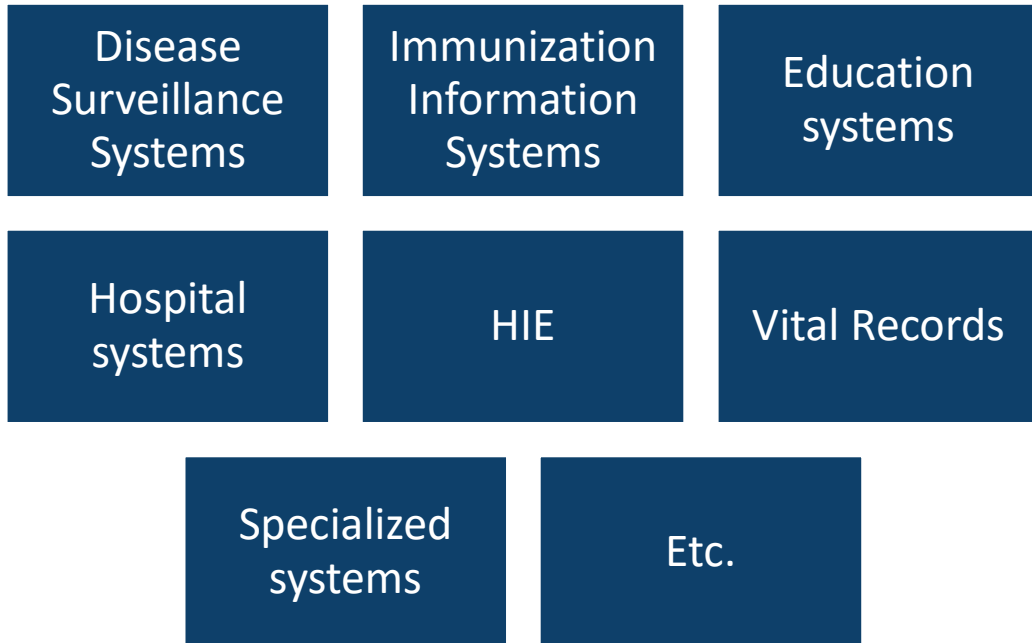 Disease
Surveillance
Systems
Immunization
Information
Systems
Education
systems
Hospital
systems
HIE
Vital Records
Specialized
systems
Etc.